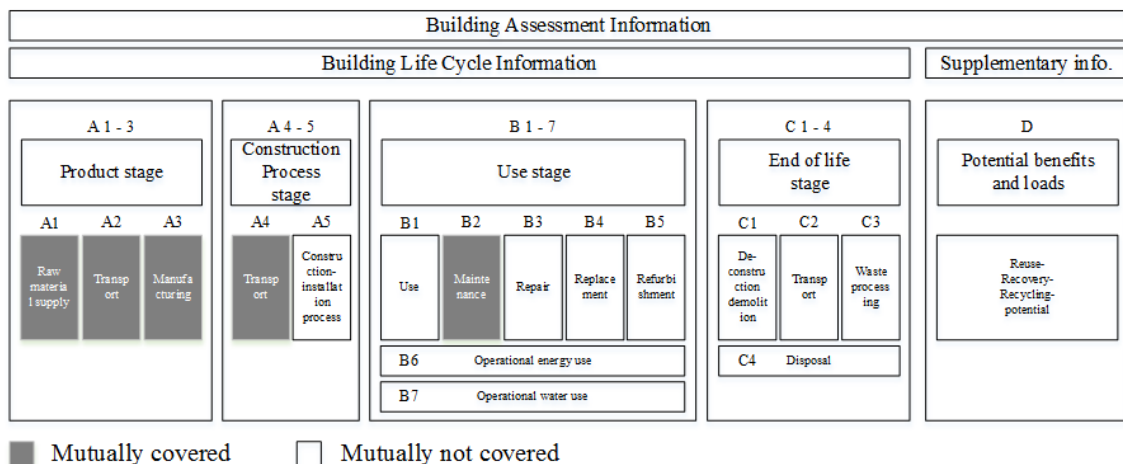 Building Assessment Information
Building Life Cycle Information
Supplementary info.
A 1 - 3
Product stage
A1
A2
A3
Raw
materia
l supply
Transp
ort
Manufa
cturing
A 4 - 5
Construction
Process
stage
A4
A5
Transp
ort
Constru
ction-
installat
ion
process
B 1 - 7
Use stage
B1
B2
B3
B4
B5
Use
Mainte
nance
Repair
Replace
ment
Refurbi
shment
B6 Operational energy use
B7 Operational water use
C 1 - 4
End of life
stage
C1
C2
C3
De-
constru
ction
demolit
ion
Transp
ort
Waste
process
ing
C4 Disposal
D
Potential benefits
and loads
Reuse-
Recovery-
Recycling-
potential
Mutually covered
Mutually not covered